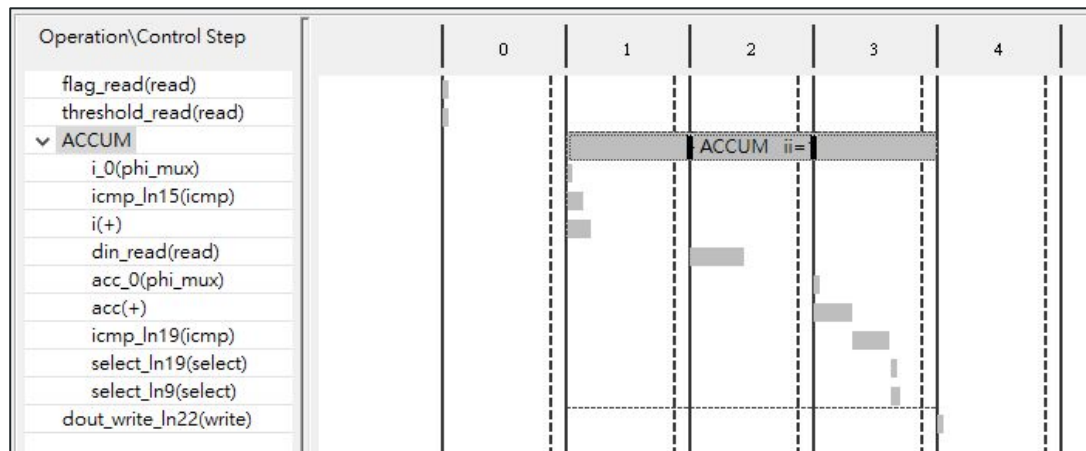 Operation\Control Step
0 1 2 3 4
flag_read(read)
threshold_read(read)
ACCUM
ACCUM ii=1
i_0(phi_mux)
icmp_ln15(icmp)
i(+)
din_read(read)
acc_0(phi_mux)
acc(+)
icmp_ln19(icmp)
select_ln19(select)
select_ln9(select)
dout_write_ln22(write)